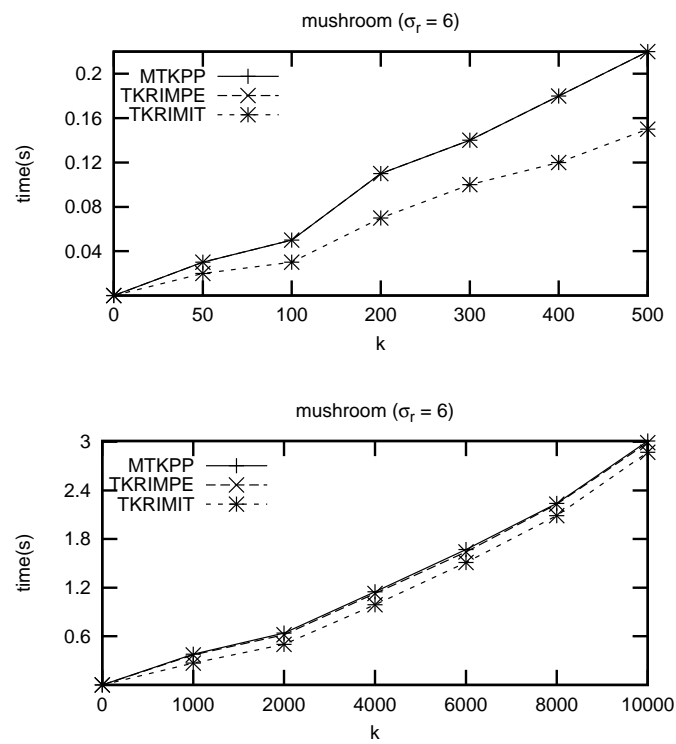 mushroom (σr = 6)
0.2
0.16
0.12
0.08
0.04
time(s)
MTKPP
TKRIMPE
TKRIMIT
0 50 100 200 300 400 500
k
mushroom (σr = 6)
3
2.4
1.8
1.2
0.6
time(s)
MTKPP
TKRIMPE
TKRIMIT
0 1000 2000 4000 6000 8000 10000
k